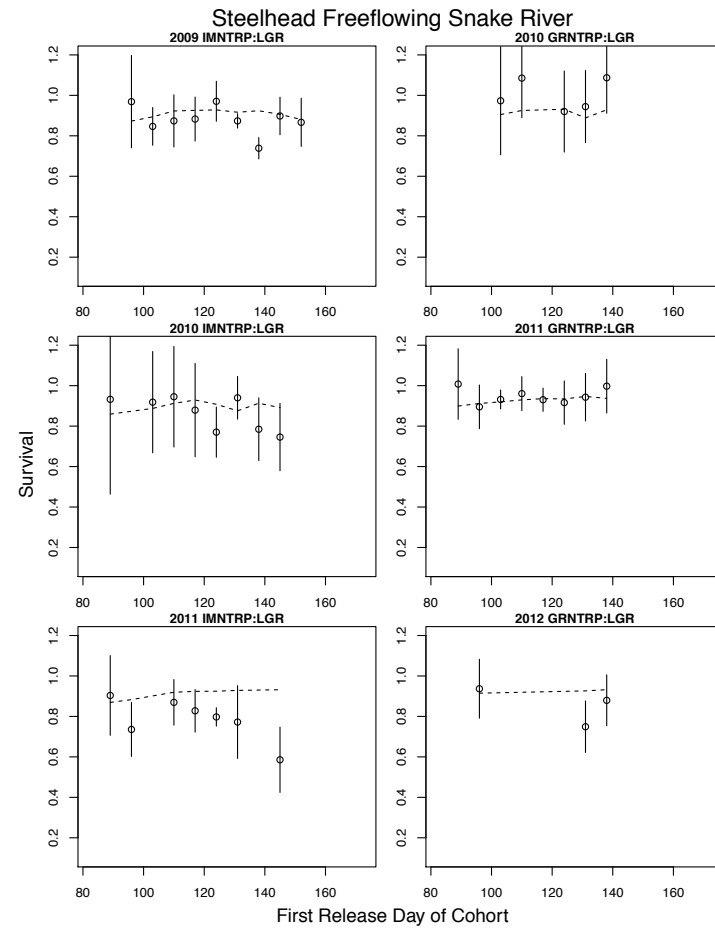 Steelhead Freeflowing Snake River
2009 IMNTRP:LGR
0.2 0.4 0.6 0.8 1.0 1.2
80 100 120 140 160
2010 GRNTRP:LGR
0.2 0.4 0.6 0.8 1.0 1.2
80 100 120 140 160
2010 IMNTRP:LGR
0.2 0.4 0.6 0.8 1.0 1.2
80 100 120 140 160
2011 GRNTRP:LGR
0.2 0.4 0.6 0.8 1.0 1.2
80 100 120 140 160
2011 IMNTRP:LGR
0.2 0.4 0.6 0.8 1.0 1.2
80 100 120 140 160
2012 GRNTRP:LGR
0.2 0.4 0.6 0.8 1.0 1.2
80 100 120 140 160
Survival
First Release Day of Cohort